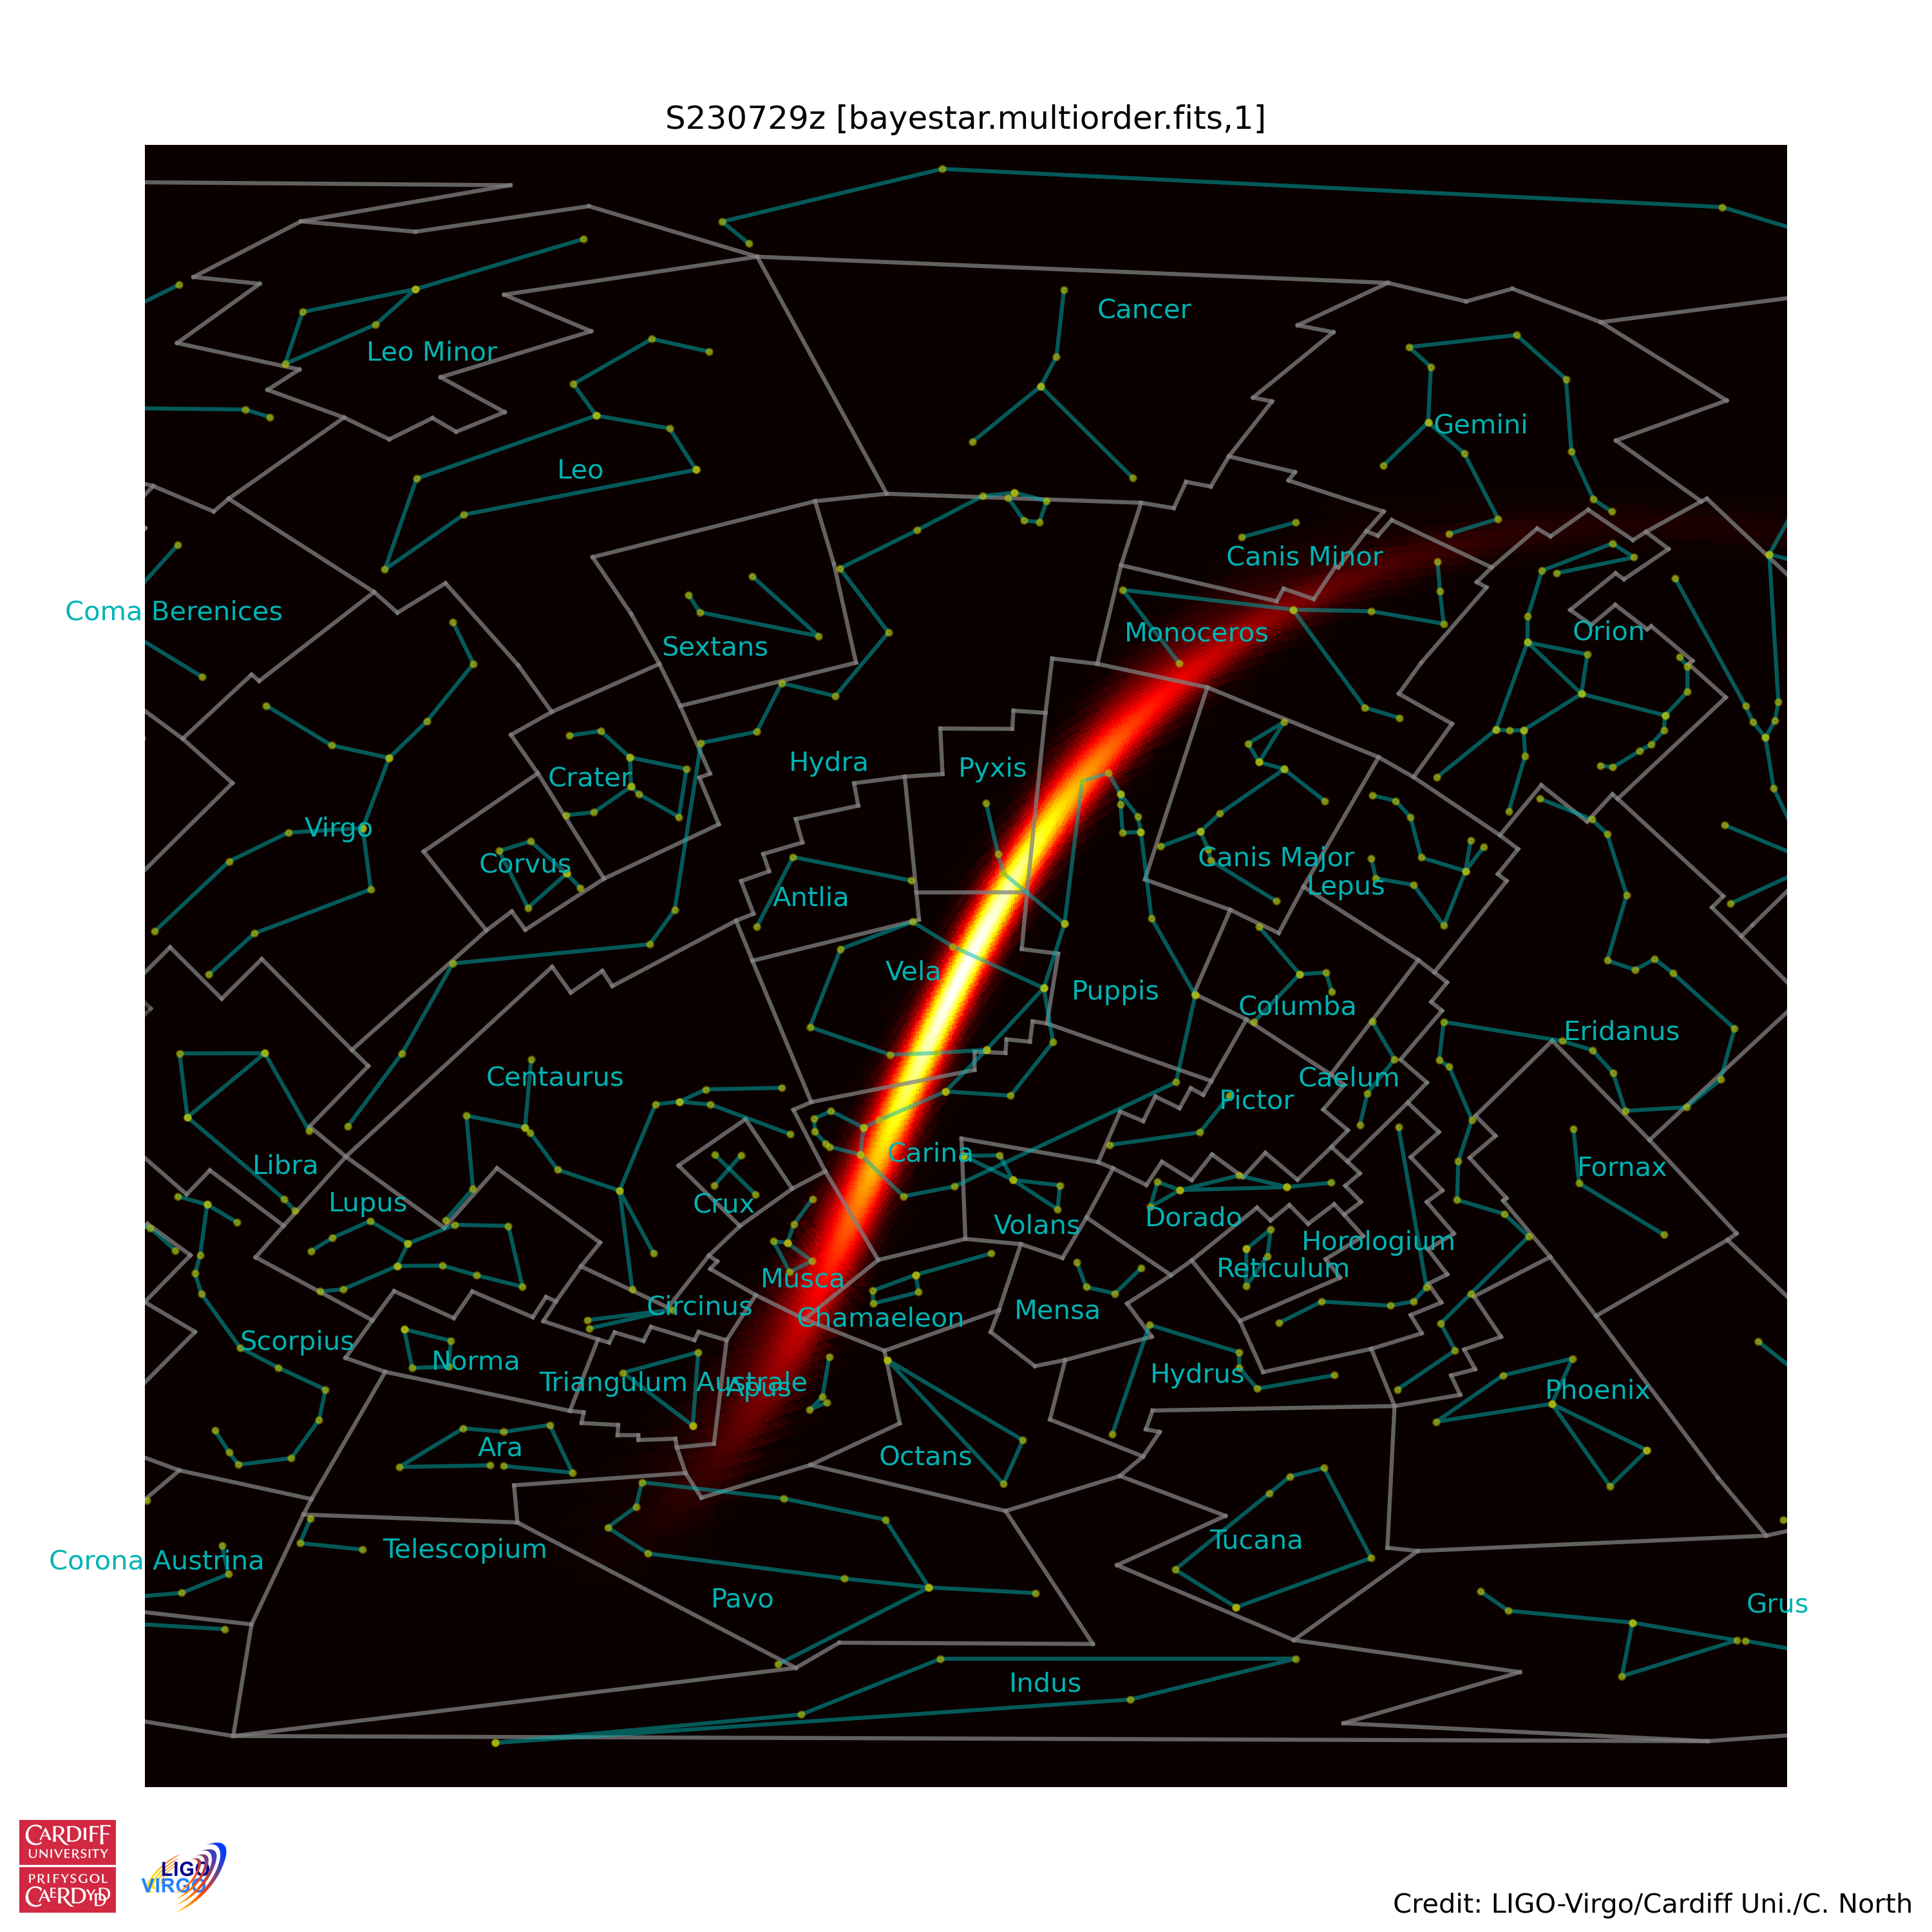 S230729z [bayestar.multiorder.fits,1]
Cancer
Leo Minor
Gemini
Leo
Canis Minor
Coma Berenices
Monoceros
Orion
Sextans
Hydra
Pyxis
Crater
Virgo
Corvus
Canis Major
Lepus
Antlia
Vela
Puppis
Columba
Eridanus
Centaurus
Caelum
Pictor
Carina
Libra
Fornax
Lupus
Crux
Volans
Dorado
Horologium
Reticulum
Musca
Circinus
Chamaeleon
Mensa
Scorpius
Norma
Hydrus
Triangulum Australe
Apus
Phoenix
Ara
Octans
Tucana
Telescopium
Corona Austrina
Pavo
Grus
Indus
CARDIFF
UNIVERSITY
PRIFYSGOL
CAERDYDD
LIGO
VIRGO
Credit: LIGO-Virgo/Cardiff Uni./C. North